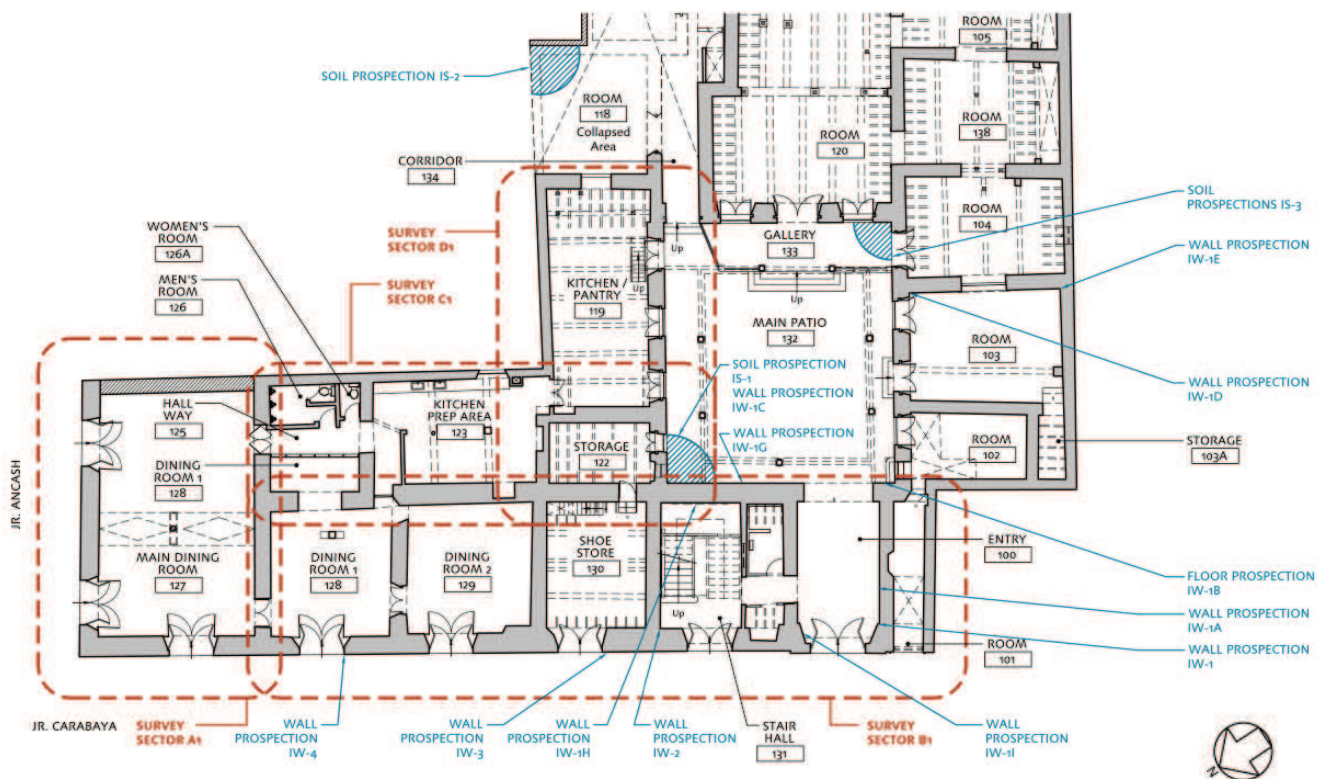 ROOM
105
SOIL PROSPECTION IS-2
ROOM
118
Collapsed
Area
ROOM
120
ROOM
138
CORRIDOR
134
SOIL
PROSPECTIONS IS-3
ROOM
104
WOMEN'S
ROOM
126A
SURVEY
SECTOR D1
GALLERY
133
Up
WALL PROSPECTION
IW-1E
MEN'S
ROOM
126
SURVEY
SECTOR C1
Up
KITCHEN /
PANTRY
119
Up
MAIN PATIO
132
ROOM
103
SOIL PROSPECTION
IS-1
WALL PROSPECTION
IW-1C
WALL PROSPECTION
IW-1D
HALL
WAY
125
KITCHEN
PREP AREA
123
WALL PROSPECTION
IW-1G
STORAGE
122
ROOM
102
STORAGE
103A
DINING
ROOM 1
128
JR. ANCASH
MAIN DINING
ROOM
127
DINING
ROOM 1
128
DINING
ROOM 2
129
SHOE
STORE
130
ENTRY
100
FLOOR PROSPECTION
IW-1B
Up
WALL PROSPECTION
IW-1A
ROOM
101
WALL PROSPECTION
IW-1
JR. CARABAYA
SURVEY
SECTOR A1
WALL
PROSPECTION
IW-4
WALL
PROSPECTION
IW-3
WALL
PROSPECTION
IW-1H
WALL
PROSPECTION
IW-2
STAIR
HALL
131
SURVEY
SECTOR B1
WALL
PROSPECTION
IW-1I
N